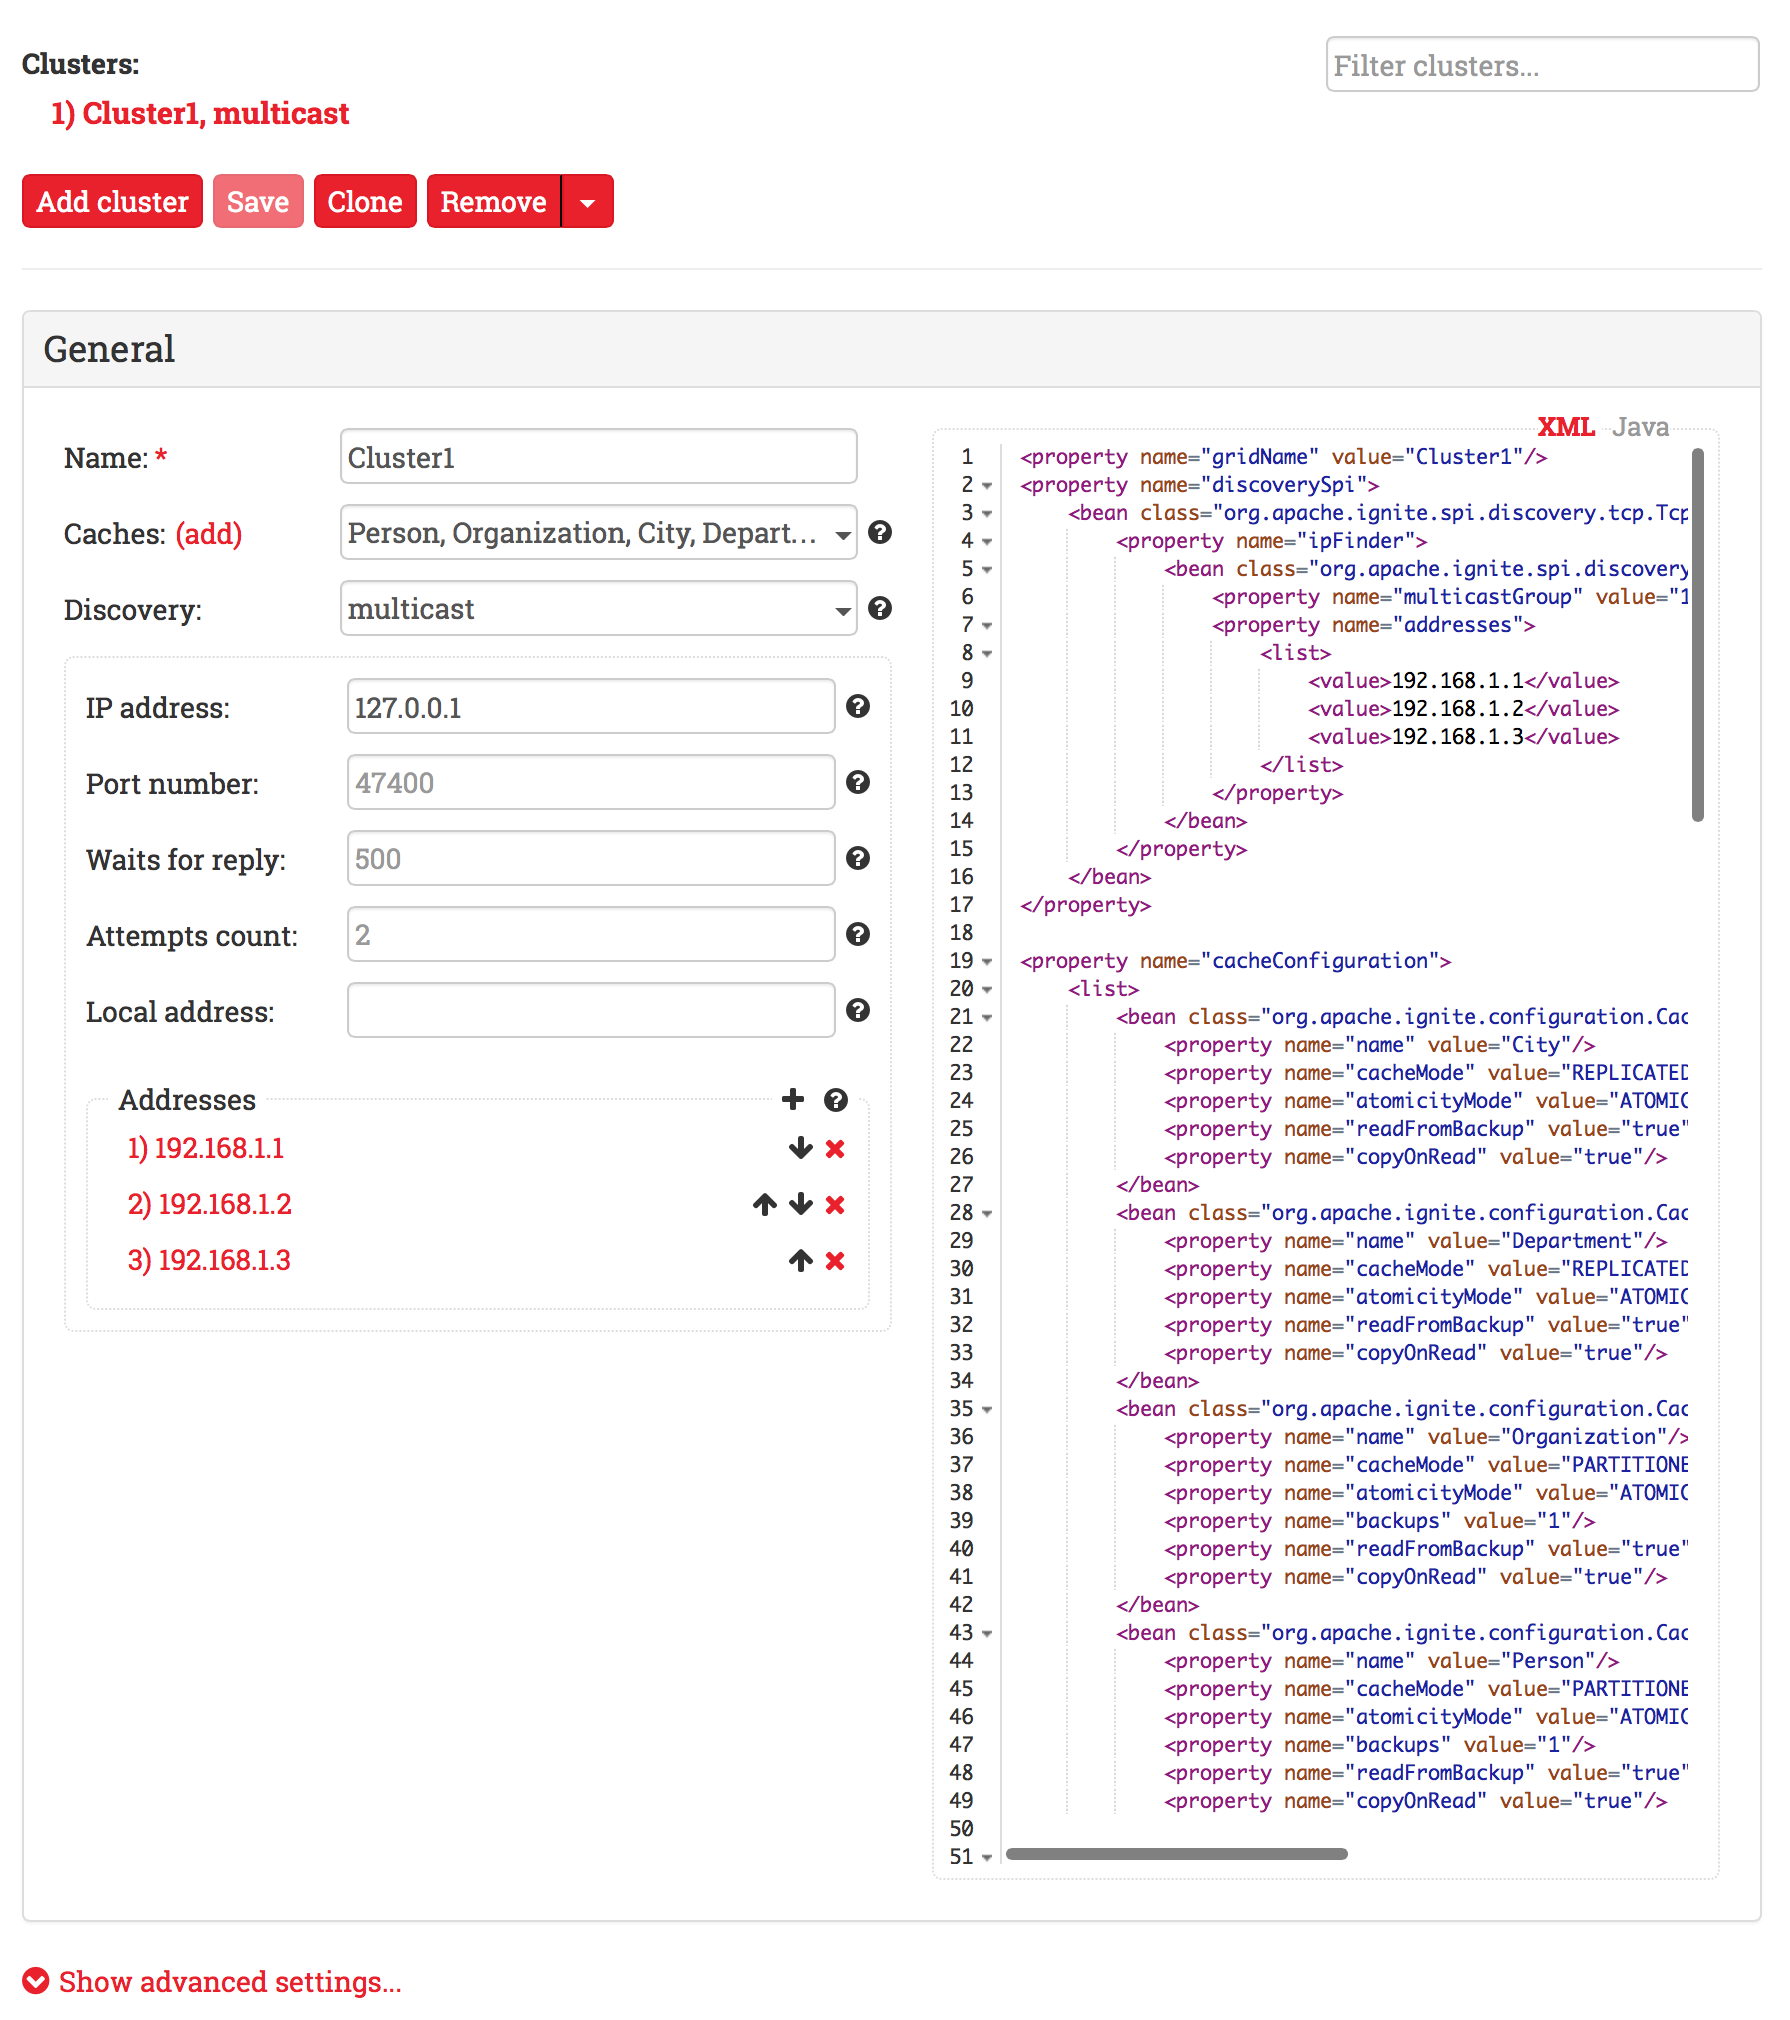 Clusters:
Filter clusters...
1) Cluster1, multicast
Add cluster Save Clone Remove
General
Name: * Cluster1
Caches: (add) Person, Organization, City, Depart...
Discovery: multicast
IP address: 127.0.0.1
Port number: 47400
Waits for reply: 500
Attempts count: 2
Local address:
Addresses
1) 192.168.1.1
2) 192.168.1.2
3) 192.168.1.3
XML Java
1 <property name="gridName" value="Cluster1"/>
2 <property name="discoverySpi">
3 <bean class="org.apache.ignite.spi.discovery.tcp.Tcp
4 <property name="ipFinder">
5 <bean class="org.apache.ignite.spi.discovery
6 <property name="multicastGroup" value="1
7 <property name="addresses">
8 <list>
9 <value>192.168.1.1</value>
10 <value>192.168.1.2</value>
11 <value>192.168.1.3</value>
12 </list>
13 </property>
14 </bean>
15 </property>
16 </bean>
17 </property>
18
19 <property name="cacheConfiguration">
20 <list>
21 <bean class="org.apache.ignite.configuration.Cac
22 <property name="name" value="City"/>
23 <property name="cacheMode" value="REPLICATED
24 <property name="atomicityMode" value="ATOMIC
25 <property name="readFromBackup" value="true"
26 <property name="copyOnRead" value="true"/>
27 </bean>
28 <bean class="org.apache.ignite.configuration.Cac
29 <property name="name" value="Department"/>
30 <property name="cacheMode" value="REPLICATED
31 <property name="atomicityMode" value="ATOMIC
32 <property name="readFromBackup" value="true"
33 <property name="copyOnRead" value="true"/>
34 </bean>
35 <bean class="org.apache.ignite.configuration.Cac
36 <property name="name" value="Organization"/>
37 <property name="cacheMode" value="PARTITIONE
38 <property name="atomicityMode" value="ATOMIC
39 <property name="backups" value="1"/>
40 <property name="readFromBackup" value="true"
41 <property name="copyOnRead" value="true"/>
42 </bean>
43 <bean class="org.apache.ignite.configuration.Cac
44 <property name="name" value="Person"/>
45 <property name="cacheMode" value="PARTITIONE
46 <property name="atomicityMode" value="ATOMIC
47 <property name="backups" value="1"/>
48 <property name="readFromBackup" value="true"
49 <property name="copyOnRead" value="true"/>
50
51
Show advanced settings...